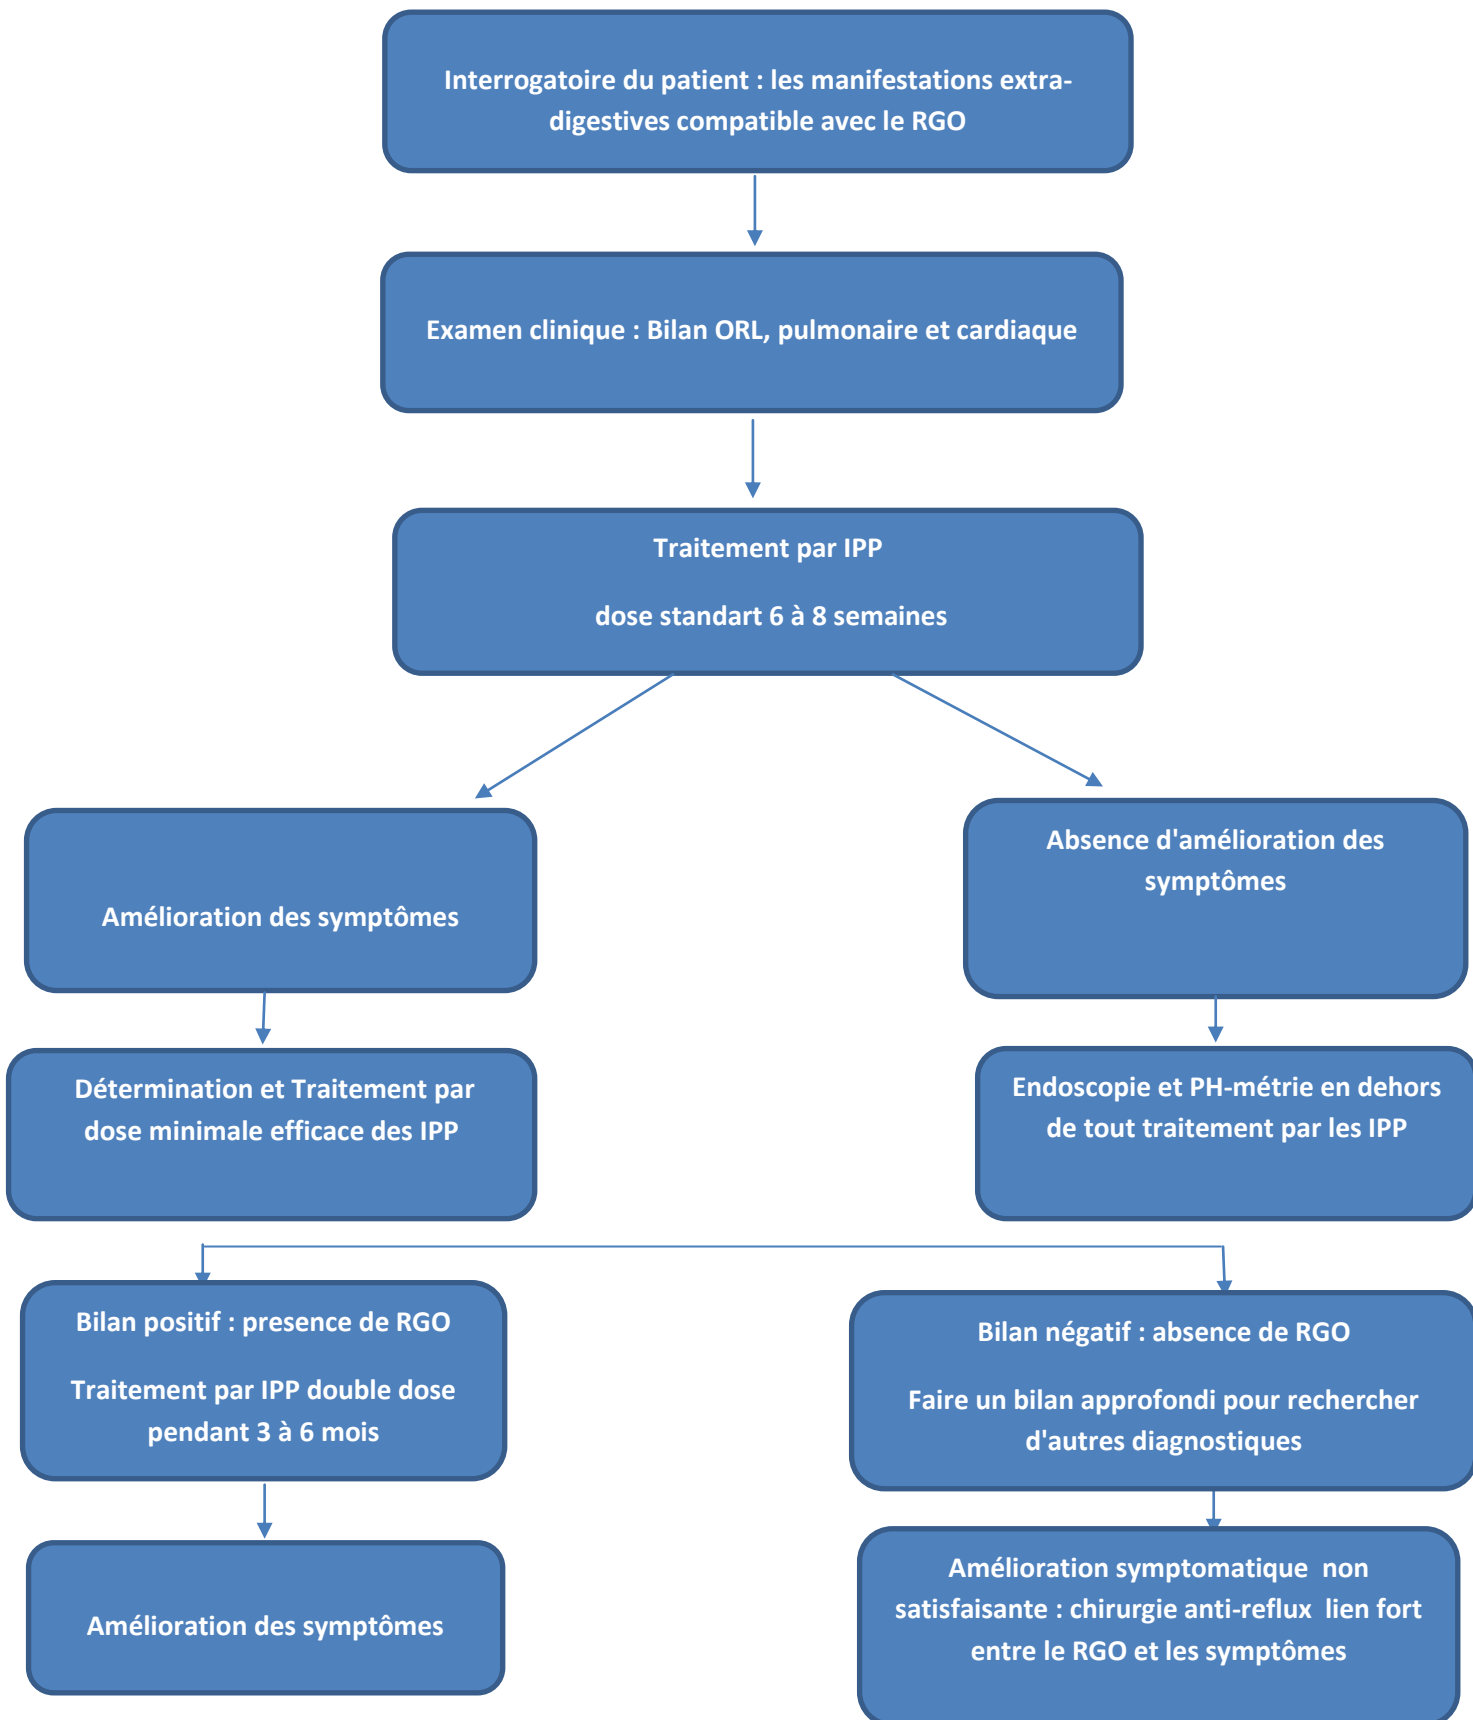 Interrogatoire du patient : les manifestations extra-
digestives compatible avec le RGO
Examen clinique : Bilan ORL, pulmonaire et cardiaque
Traitement par IPP
dose standart 6 à 8 semaines
Amélioration des symptômes
Absence d'amélioration des
symptômes
Détermination et Traitement par
dose minimale efficace des IPP
Endoscopie et PH-métrie en dehors
de tout traitement par les IPP
Bilan positif : presence de RGO
Traitement par IPP double dose
pendant 3 à 6 mois
Bilan négatif : absence de RGO
Faire un bilan approfondi pour rechercher
d'autres diagnostiques
Amélioration des symptômes
Amélioration symptomatique  non
satisfaisante : chirurgie anti-reflux  lien fort
entre le RGO et les symptômes